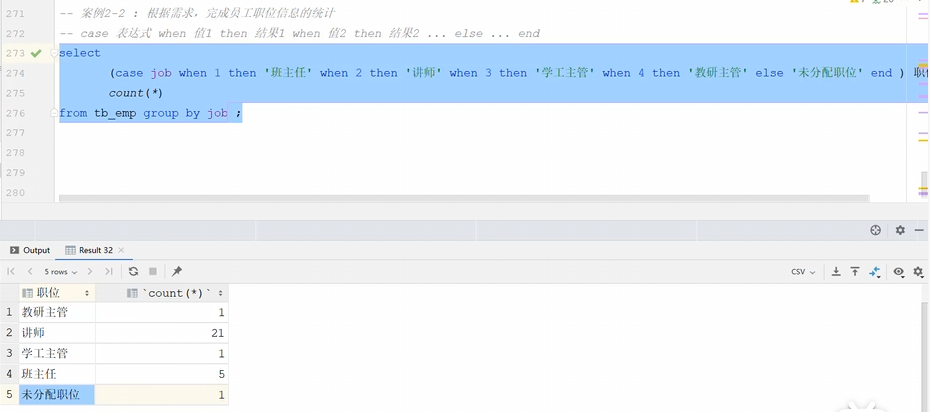 271 -- 案例2-2 : 根据需求，完成员工职位信息的统计
272 -- case 表达式 when 值1 then 结果1 when 值2 then 结果2 ... else ... end
273 select
274 (case job when 1 then '班主任' when 2 then '讲师' when 3 then '学工主管' when 4 then '教研主管' else '未分配职位' end ) 职
275 count(*)
276 from tb_emp group by job ;
277
278
279
280
Output Result 32
5 rows CSV
职位 `count(*)`
1 教研主管 1
2 讲师 21
3 学工主管 1
4 班主任 5
5 未分配职位 1